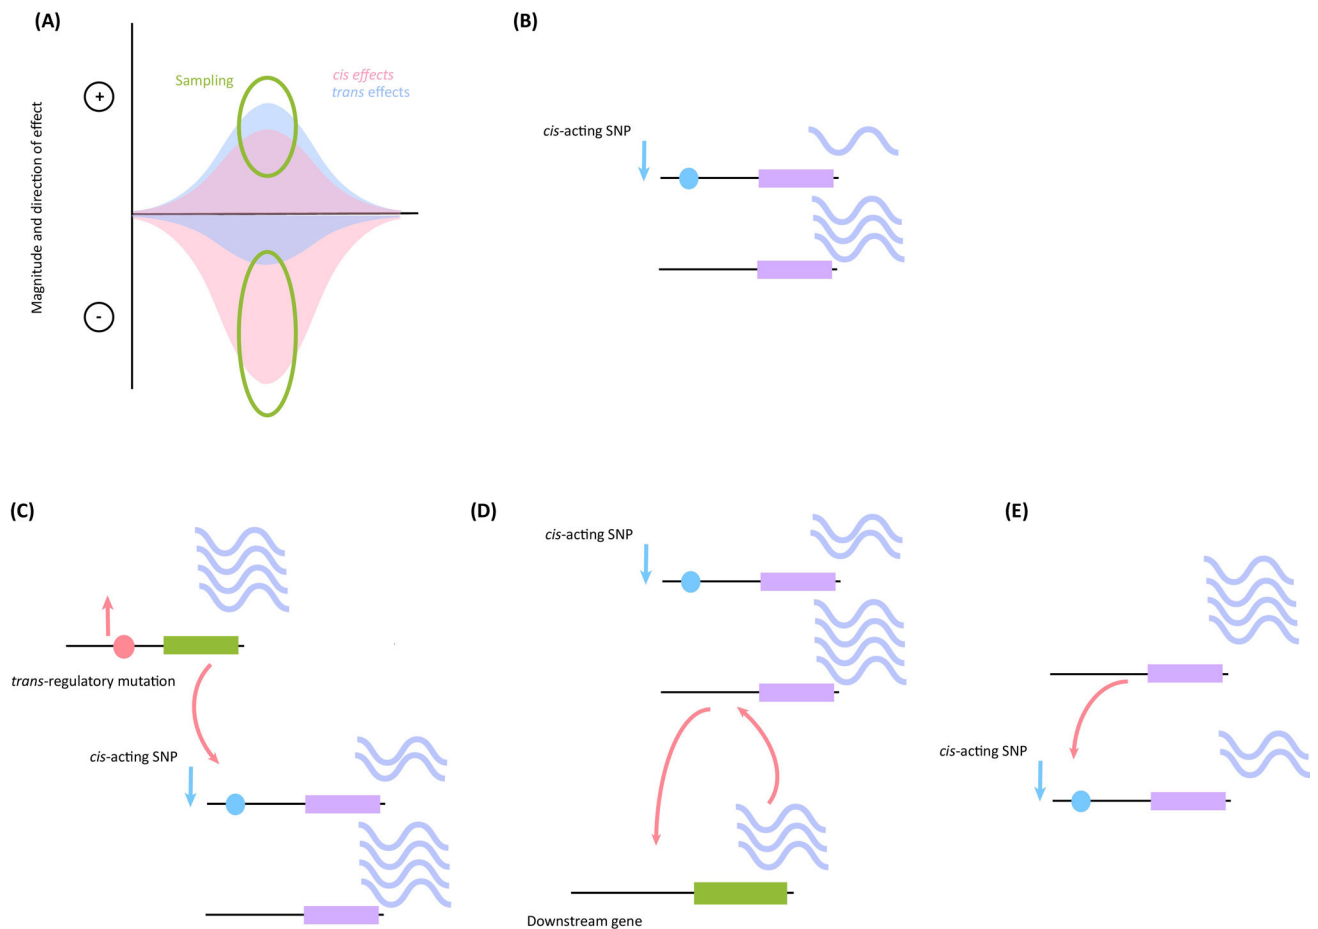 (A)
Magnitude and direction of effect
+
-
Sampling
cis effects
trans effects
(B)
cis-acting SNP
(C)
trans-regulatory mutation
cis-acting SNP
(D)
cis-acting SNP
Downstream gene
(E)
cis-acting SNP